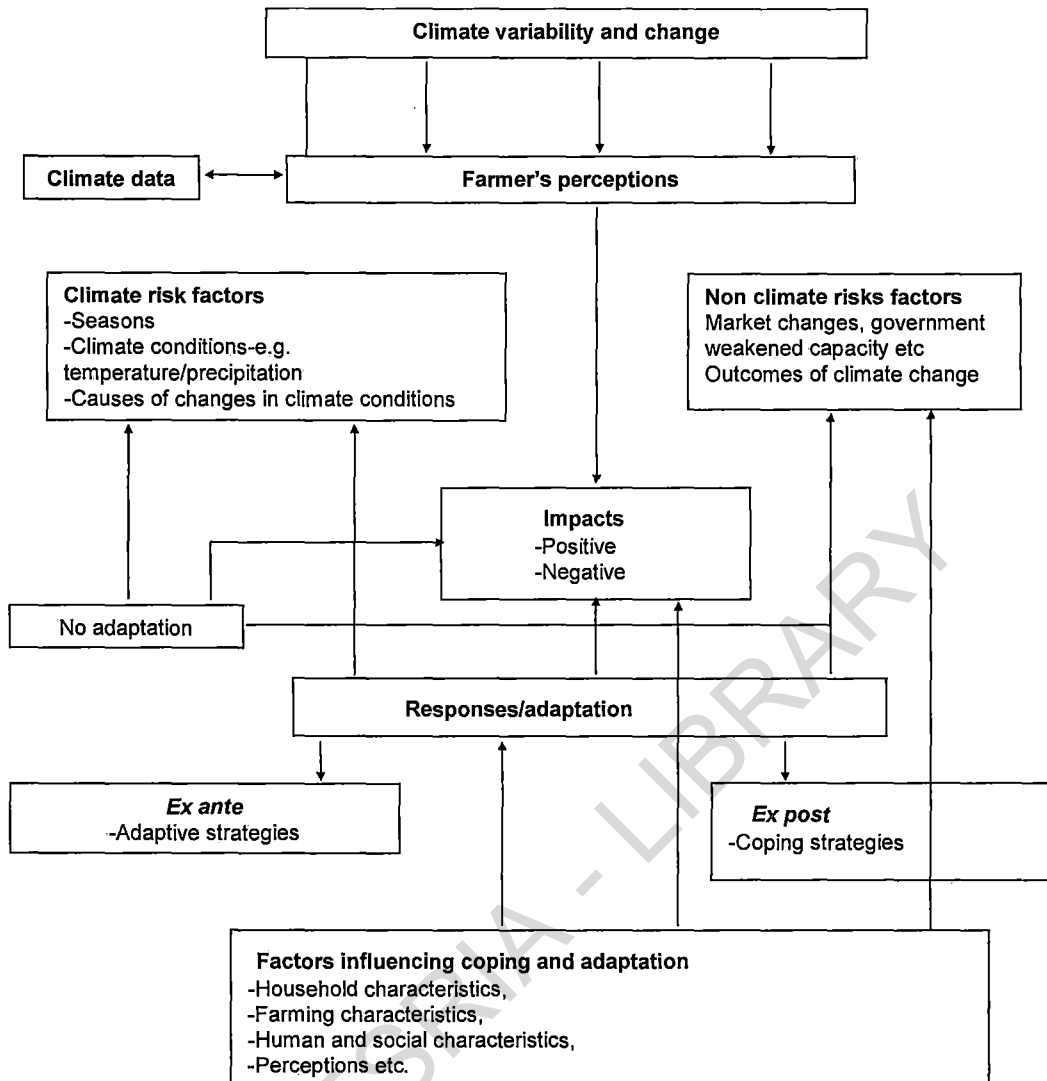 Climate variability and change
Climate data
Farmer's perceptions
Climate risk factors
-Seasons
-Climate conditions-e.g.
temperature/precipitation
-Causes of changes in climate conditions
Non climate risks factors
Market changes, government
weakened capacity etc
Outcomes of climate change
Impacts
-Positive
-Negative
No adaptation
Responses/adaptation
Ex ante
-Adaptive strategies
Ex post
-Coping strategies
Factors influencing coping and adaptation
-Household characteristics,
-Farming characteristics,
-Human and social characteristics,
-Perceptions etc.
SRIA - LIBRARY